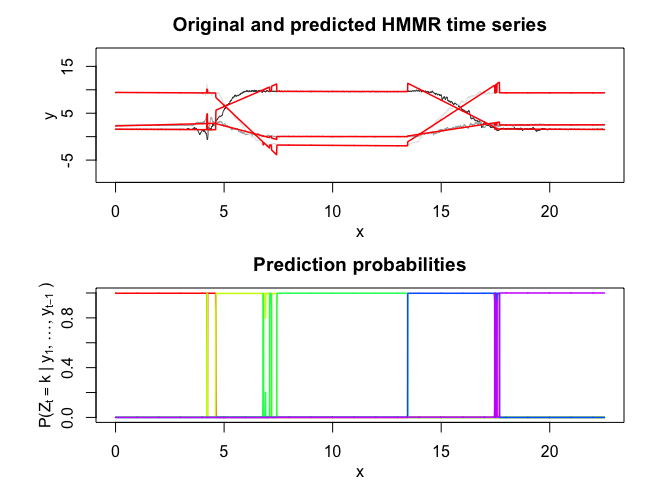 Original and predicted HMMR time series
15
5
-5
y
0 5 10 15 20
x
Prediction probabilities
0.8
0.4
0.0
P(Zt = k | y1, …, yt−1 )
0 5 10 15 20
x